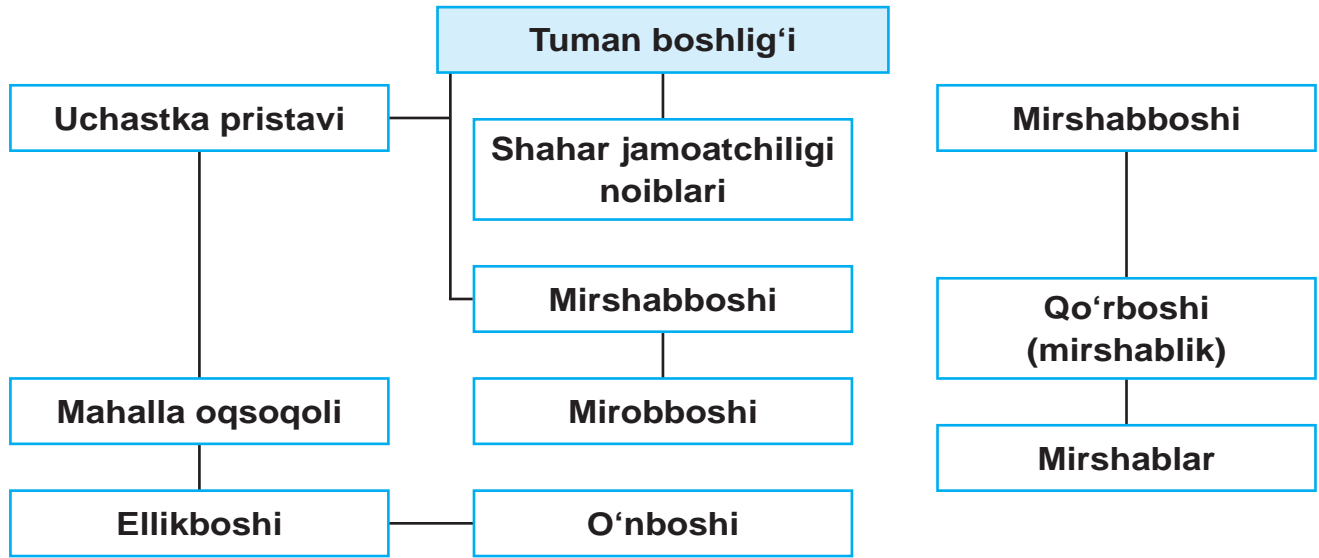 Tuman boshlig‘i
Uchastka pristavi
Shahar jamoatchiligi
noiblari
Mirshabboshi
Mirobboshi
Mahalla oqsoqoli
Ellikboshi
O‘nboshi
Mirshabboshi
Qo‘rboshi
(mirshablik)
Mirshablar